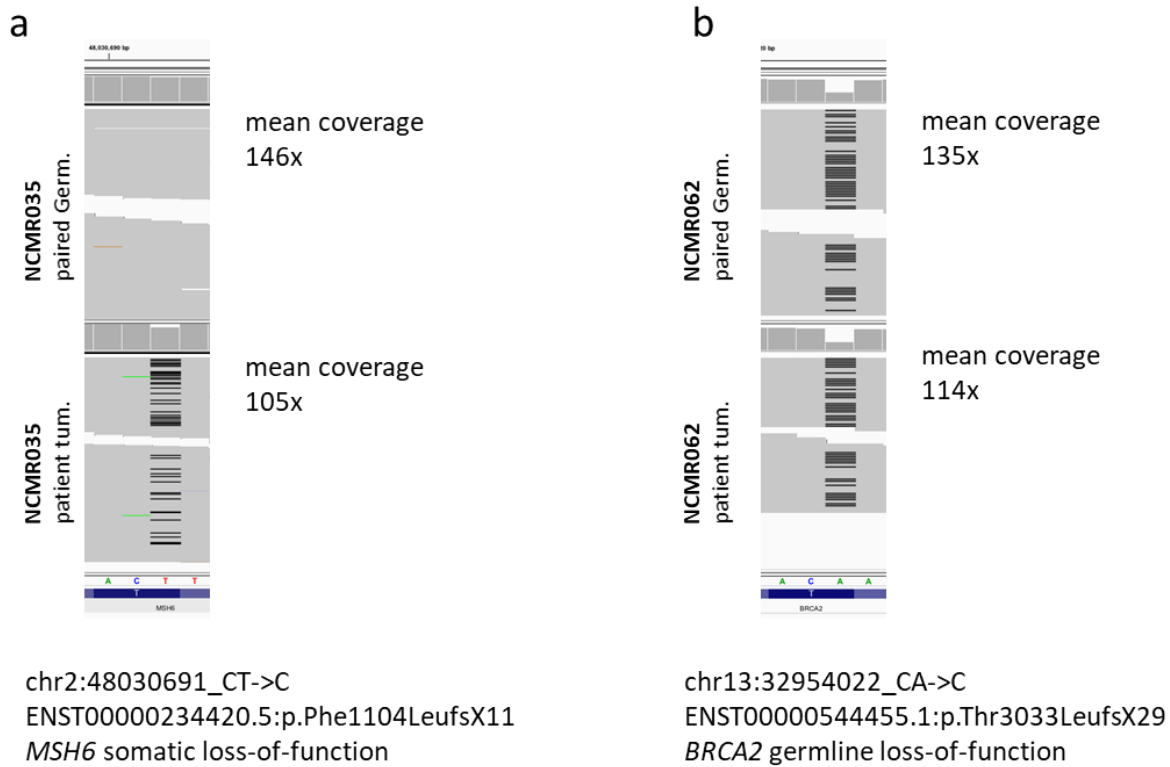 a
48,030,690 bp
NCMR035
paired Germ.
mean coverage
146x
NCMR035
patient tum.
mean coverage
105x
A C T T
T
MSH6
chr2:48030691_CT->C
ENST00000234420.5:p.Phe1104LeufsX11
MSH6 somatic loss-of-function
b
20 bp
NCMR062
paired Germ.
mean coverage
135x
NCMR062
patient tum.
mean coverage
114x
A C A A
T
BRCA2
chr13:32954022_CA->C
ENST00000544455.1:p.Thr3033LeufsX29
BRCA2 germline loss-of-function